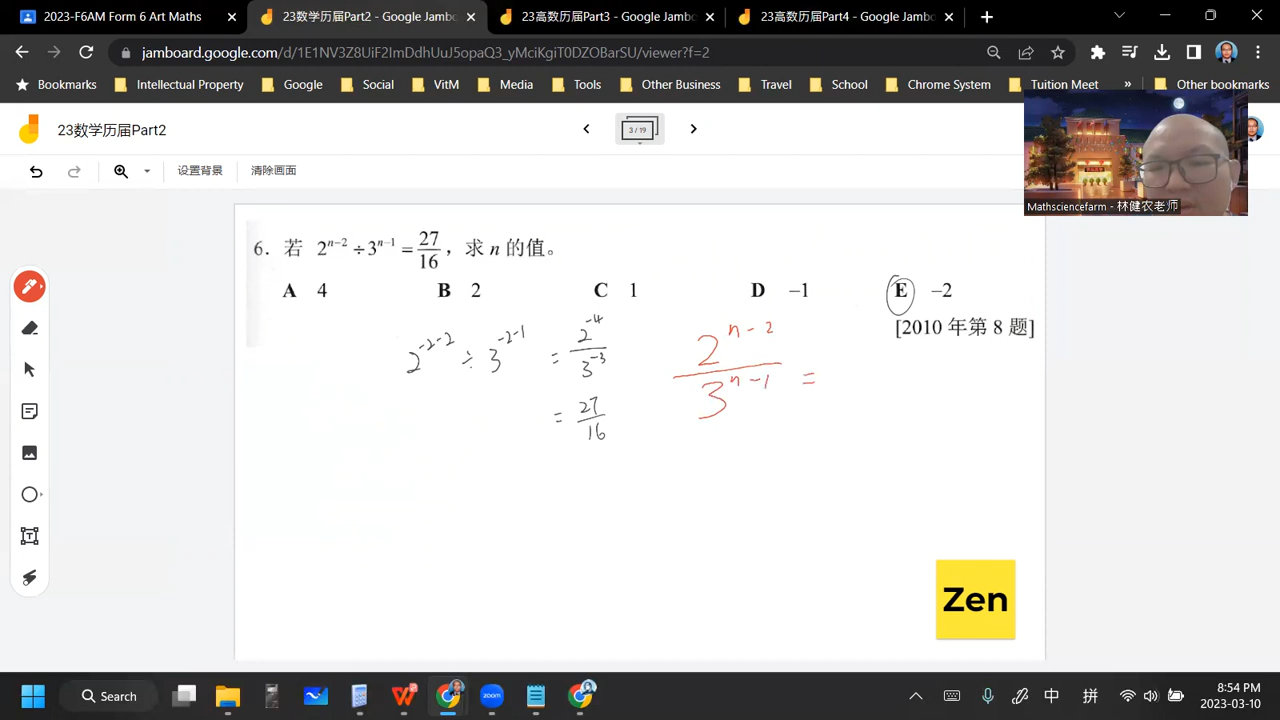 2023-F6AM Form 6 Art Maths
23数学历届Part2 - Google Jambo
23高数历届Part3 - Google Jambo
23高数历届Part4 - Google Jambo
jamboard.google.com/d/1E1NV3Z8UiF2ImDdhUuJ5opaQ3_yMciKgiT0DZOBarSU/viewer?f=2
Bookmarks
Intellectual Property
Google
Social
VitM
Media
Tools
Other Business
Travel
School
Chrome System
Tuition Meet
»
Other bookmarks
23数学历届Part2
3 / 19
设置背景
清除画面
Mathsciencefarm - 林健农老师
6. 若 2^{n-2} ÷ 3^{n-1} = 27/16, 求 n 的值。
A 4 B 2 C 1 D -1 E -2
[2010 年第 8 题]
2^{-2-2} ÷ 3^{-2-1} = 2^{-4}/3^{-3}
= 27/16
2^{n-2}/3^{n-1} =
Zen
Search
中
拼
8:54 PM
2023-03-10